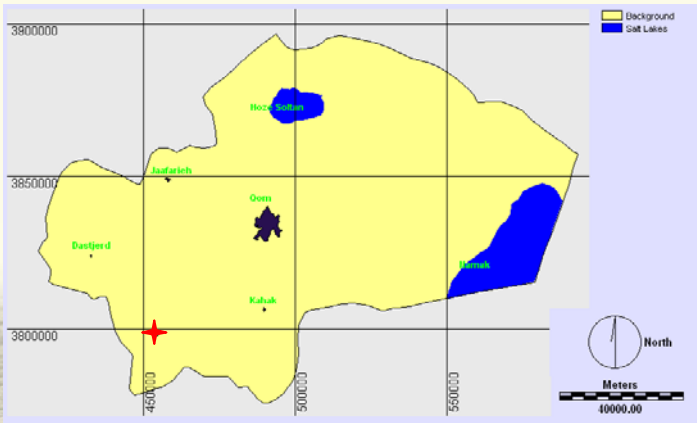 3900000
Background
Salt Lakes
Hoze Soltan
3850000
Jaafarieh
Qom
Dastjerd
Namak
Kahak
3800000
North
450000
500000
550000
Meters
40000.00